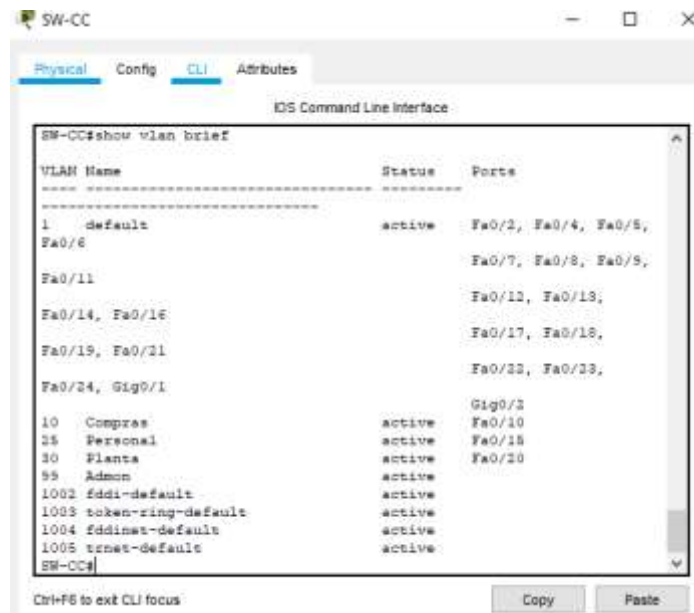 SW-CC
Physical Config CLI Attributes
IOS Command Line Interface
SW-CC#show vlan brief
VLAN Name Status Ports
---- -------------------------------- ---------
-------------------------------
1 default active Fa0/2, Fa0/4, Fa0/5,
Fa0/6
Fa0/7, Fa0/8, Fa0/9,
Fa0/11
Fa0/12, Fa0/13,
Fa0/14, Fa0/16
Fa0/17, Fa0/18,
Fa0/19, Fa0/21
Fa0/22, Fa0/23,
Fa0/24, Gig0/1
Gig0/2
10 Compras active Fa0/10
25 Personal active Fa0/15
30 Planta active Fa0/20
99 Admon active
1002 fddi-default active
1003 token-ring-default active
1004 fddinet-default active
1005 trnet-default active
SW-CC#
Ctrl+F6 to exit CLI focus
Copy Paste